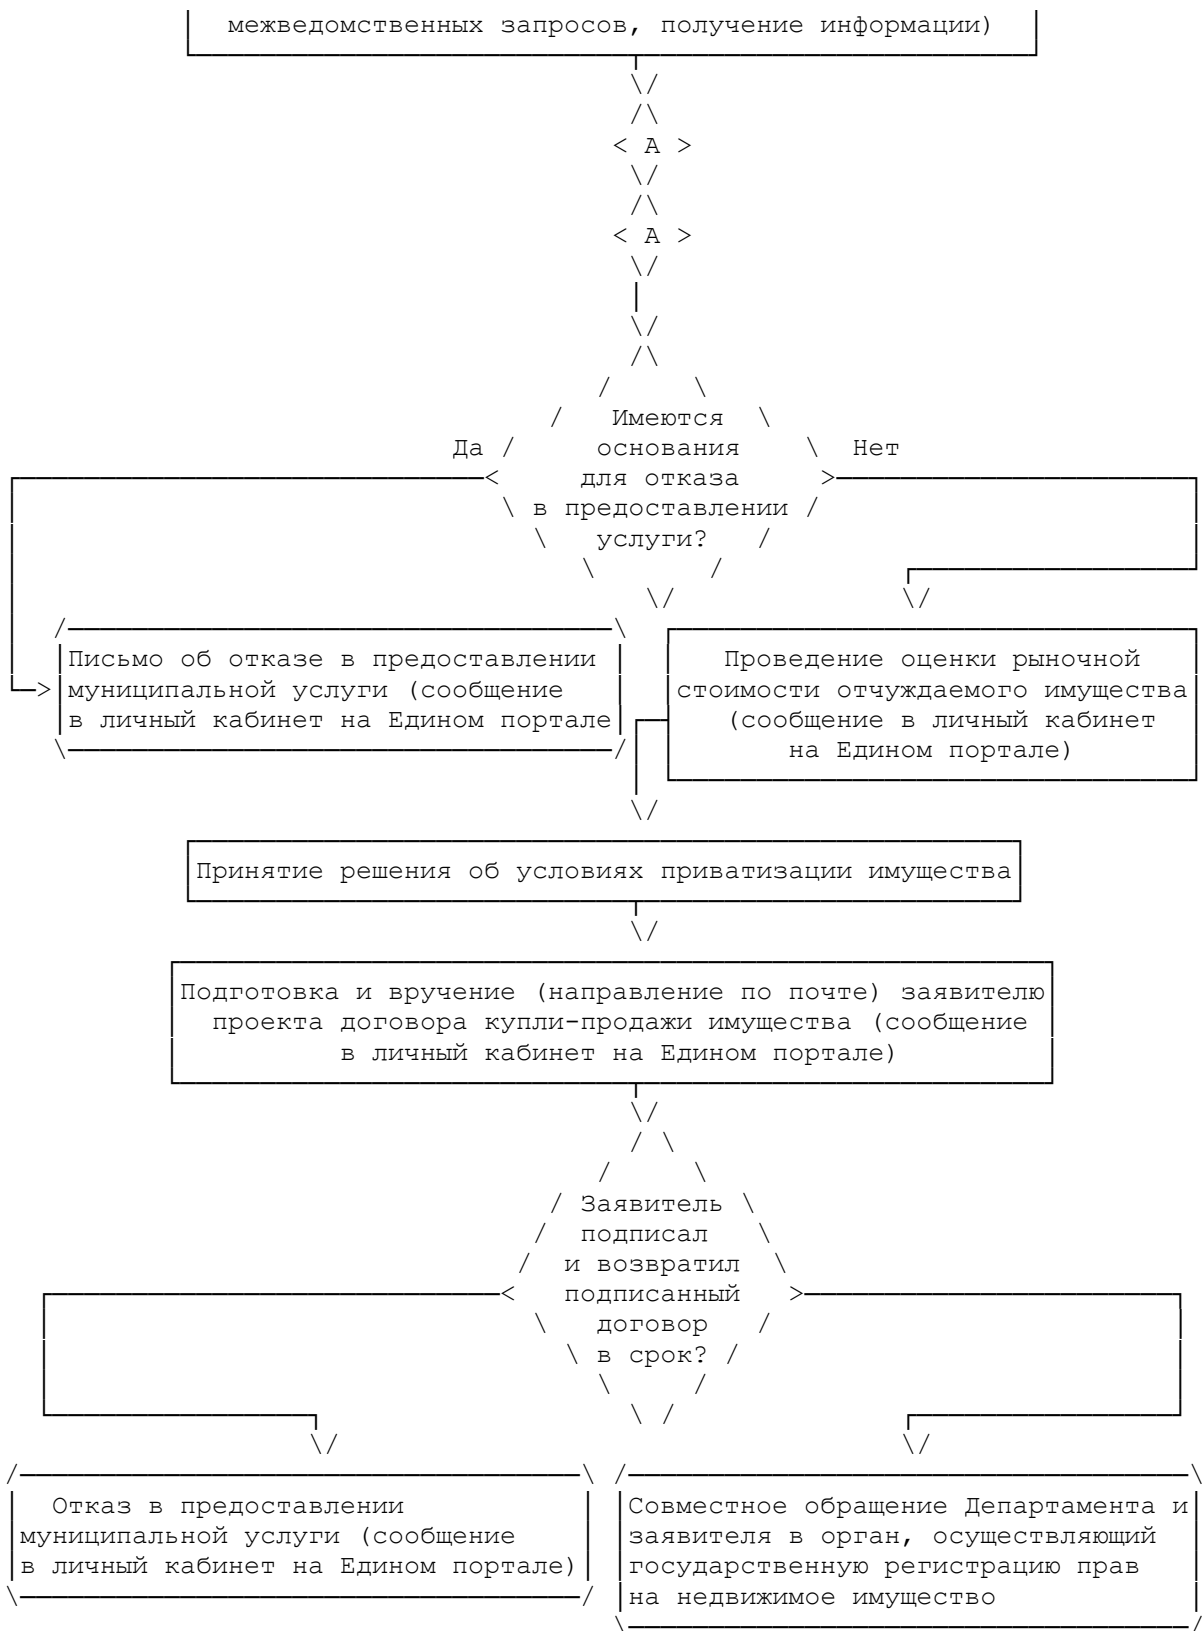 межведомственных запросов, получение информации)
А
А
Имеются
Да основания Нет
для отказа
в предоставлении
услуги?
Письмо об отказе в предоставлении
муниципальной услуги (сообщение
в личный кабинет на Едином портале
Проведение оценки рыночной
стоимости отчуждаемого имущества
(сообщение в личный кабинет
на Едином портале)
Принятие решения об условиях приватизации имущества
Подготовка и вручение (направление по почте) заявителю
проекта договора купли-продажи имущества (сообщение
в личный кабинет на Едином портале)
Заявитель
подписал
и возвратил
подписанный
договор
в срок?
Отказ в предоставлении
муниципальной услуги (сообщение
в личный кабинет на Едином портале)
Совместное обращение Департамента и
заявителя в орган, осуществляющий
государственную регистрацию прав
на недвижимое имущество